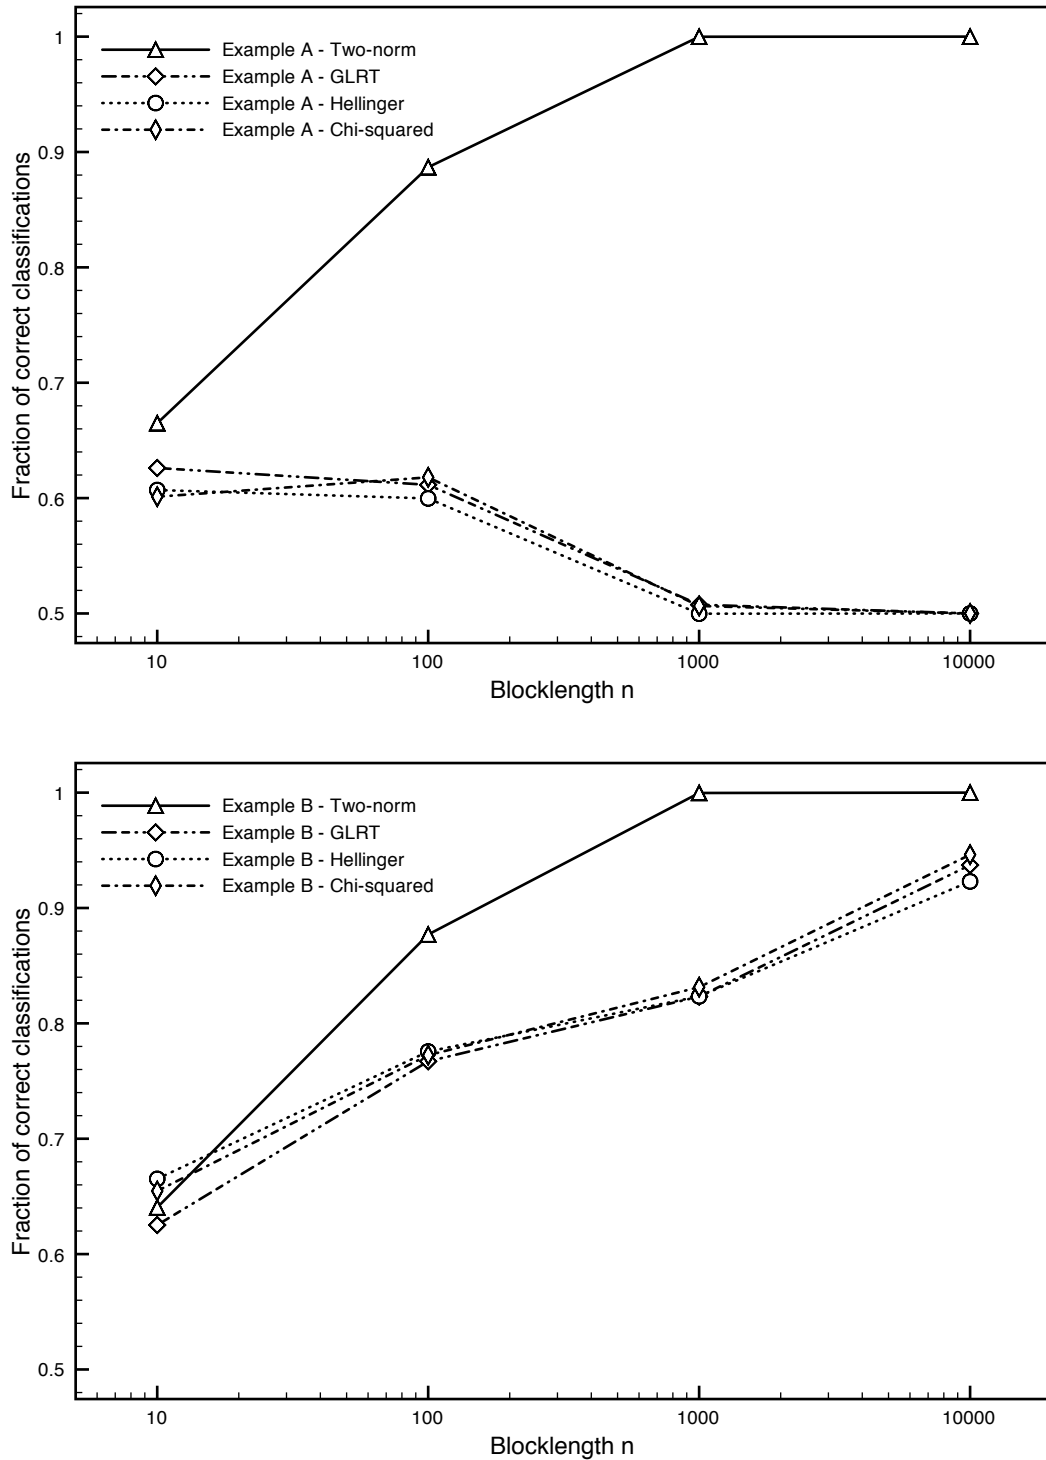 1
0.9
0.8
0.7
0.6
0.5
Fraction of correct classifications
Example A - Two-norm
Example A - GLRT
Example A - Hellinger
Example A - Chi-squared
10 100 1000 10000
Blocklength n
1
0.9
0.8
0.7
0.6
0.5
Fraction of correct classifications
Example B - Two-norm
Example B - GLRT
Example B - Hellinger
Example B - Chi-squared
10 100 1000 10000
Blocklength n